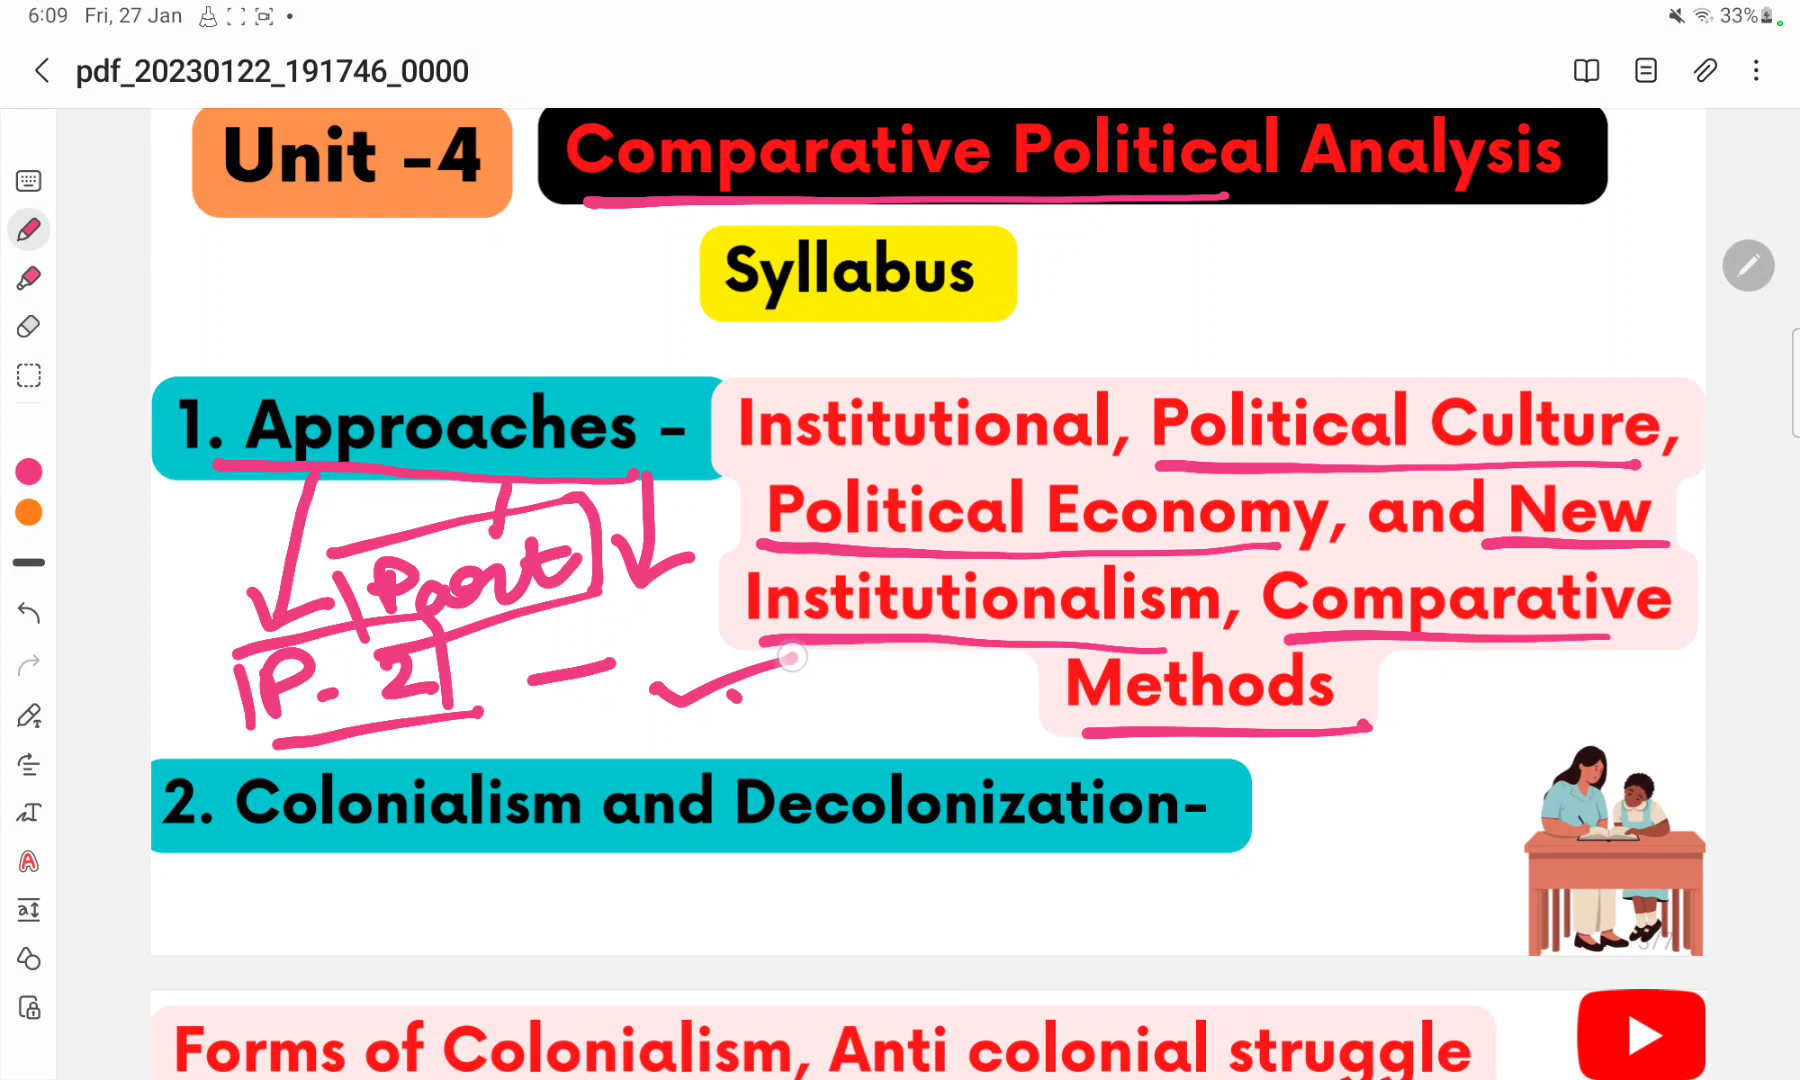 6:09 Fri, 27 Jan 33%
pdf_20230122_191746_0000
Unit -4 Comparative Political Analysis
Syllabus
1. Approaches - Institutional, Political Culture,
Political Economy, and New
Institutionalism, Comparative
Methods
Part
P. 2
2. Colonialism and Decolonization-
Forms of Colonialism, Anti colonial struggle